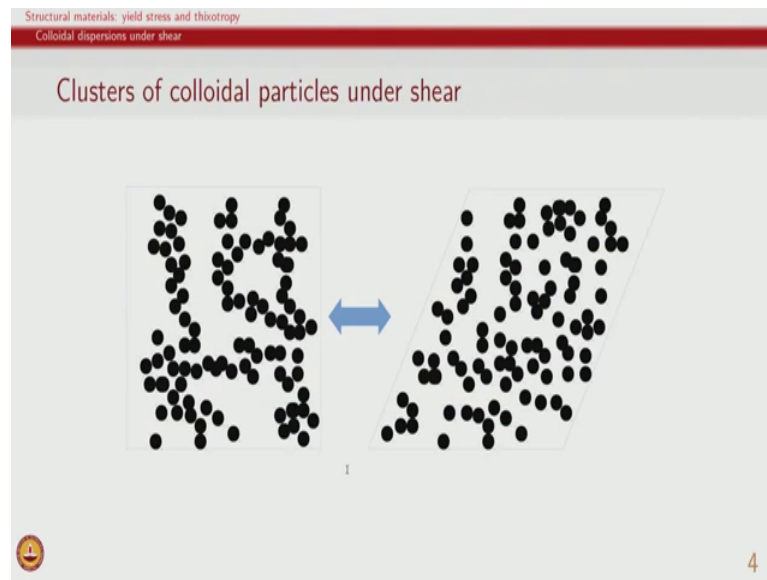 Structural materials: yield stress and thixotropy
Colloidal dispersions under shear
Clusters of colloidal particles under shear
4